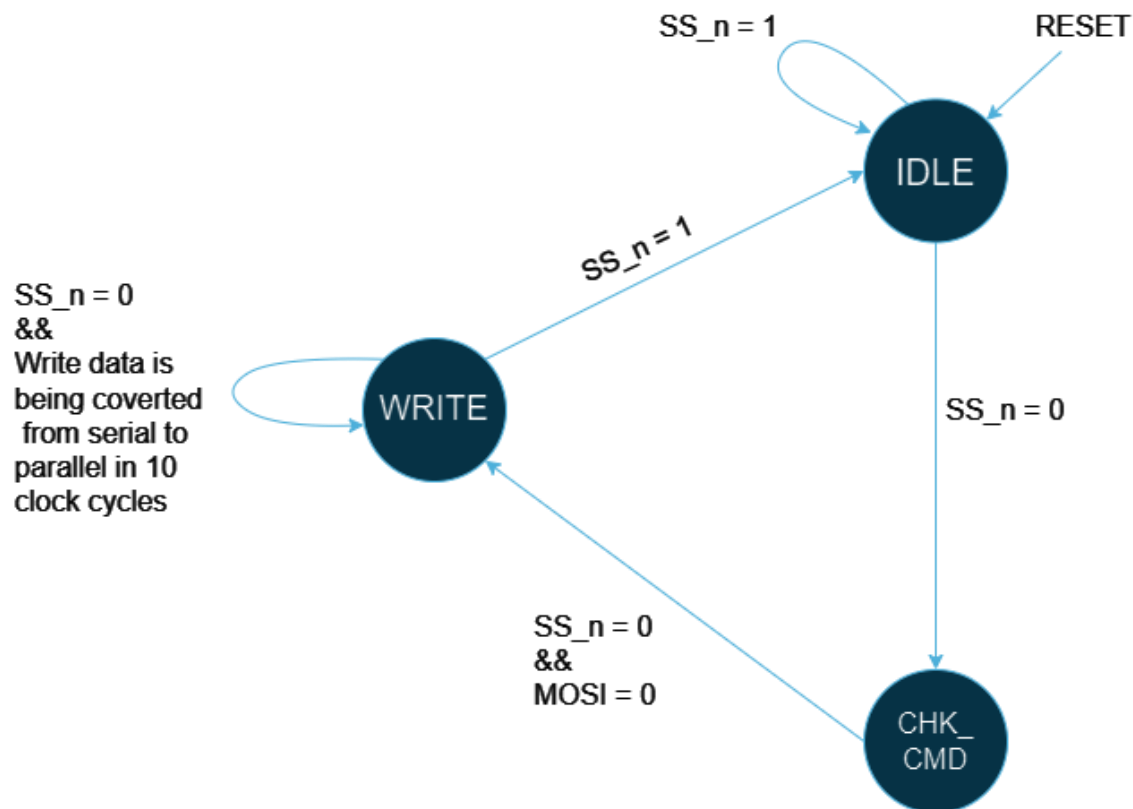 SS_n = 1
RESET
IDLE
SS_n = 1
SS_n = 0
&&
Write data is
being coverted
from serial to
parallel in 10
clock cycles
WRITE
SS_n = 0
SS_n = 0
&&
MOSI = 0
CHK_
CMD